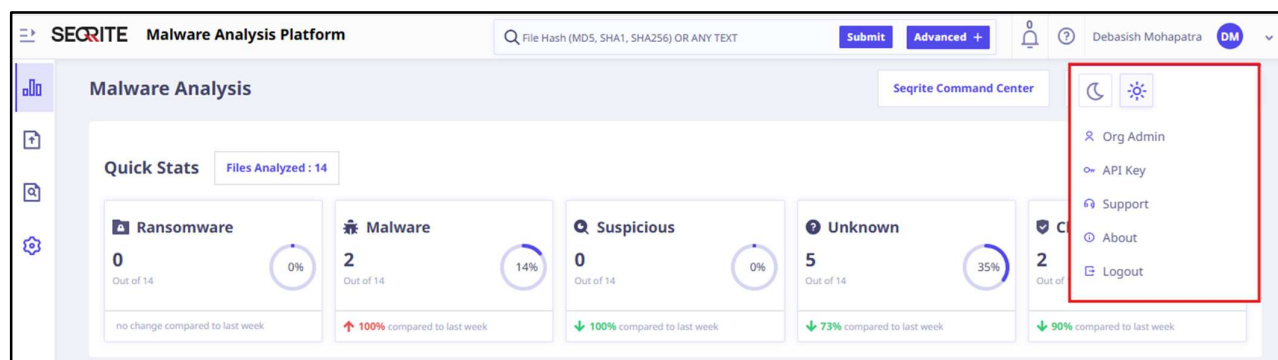 SEQRITE Malware Analysis Platform
File Hash (MD5, SHA1, SHA256) OR ANY TEXT
Submit
Advanced +
0
Debasish Mohapatra
DM
Malware Analysis
Seqrite Command Center
Org Admin
API Key
Support
About
Logout
Quick Stats
Files Analyzed : 14
Ransomware
0
Out of 14
0%
no change compared to last week
Malware
2
Out of 14
14%
100% compared to last week
Suspicious
0
Out of 14
0%
100% compared to last week
Unknown
5
Out of 14
35%
73% compared to last week
2
Out of
90% compared to last week